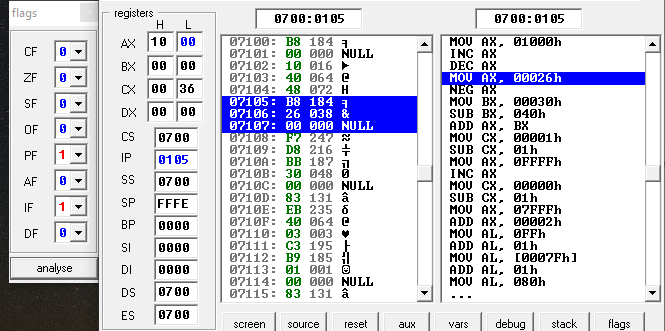 flags
CF 0
ZF 0
SF 0
OF 0
PF 1
AF 0
IF 1
DF 0
analyse
registers
H L
AX 10 00
BX 00 00
CX 00 36
DX 00 00
CS 0700
IP 0105
SS 0700
SP FFFE
BP 0000
SI 0000
DI 0000
DS 0700
ES 0700
0700:0105
07100: B8 184 ╕
07101: 00 000 NULL
07102: 10 016 ►
07103: 40 064 @
07104: 48 072 H
07105: B8 184 ╕
07106: 26 038 &
07107: 00 000 NULL
07108: F7 247 ≈
07109: D8 216 ╪
0710A: BB 187 ╗
0710B: 30 048 0
0710C: 00 000 NULL
0710D: 83 131 â
0710E: EB 235 δ
0710F: 40 064 @
07110: 03 003 ♥
07111: C3 195 ├
07112: B9 185 ╣
07113: 01 001 ☺
07114: 00 000 NULL
07115: 83 131 â
0700:0105
MOV AX, 01000h
INC AX
DEC AX
MOV AX, 00026h
NEG AX
MOV BX, 00030h
SUB BX, 040h
ADD AX, BX
MOV CX, 00001h
SUB CX, 01h
MOV AX, 0FFFFh
INC AX
MOV CX, 00000h
SUB CX, 01h
MOV AX, 07FFFh
ADD AX, 00002h
MOV AL, 0FFh
ADD AL, 01h
MOV AL, [0007Fh]
ADD AL, 01h
MOV AL, 080h
...
screen source reset aux vars debug stack flags